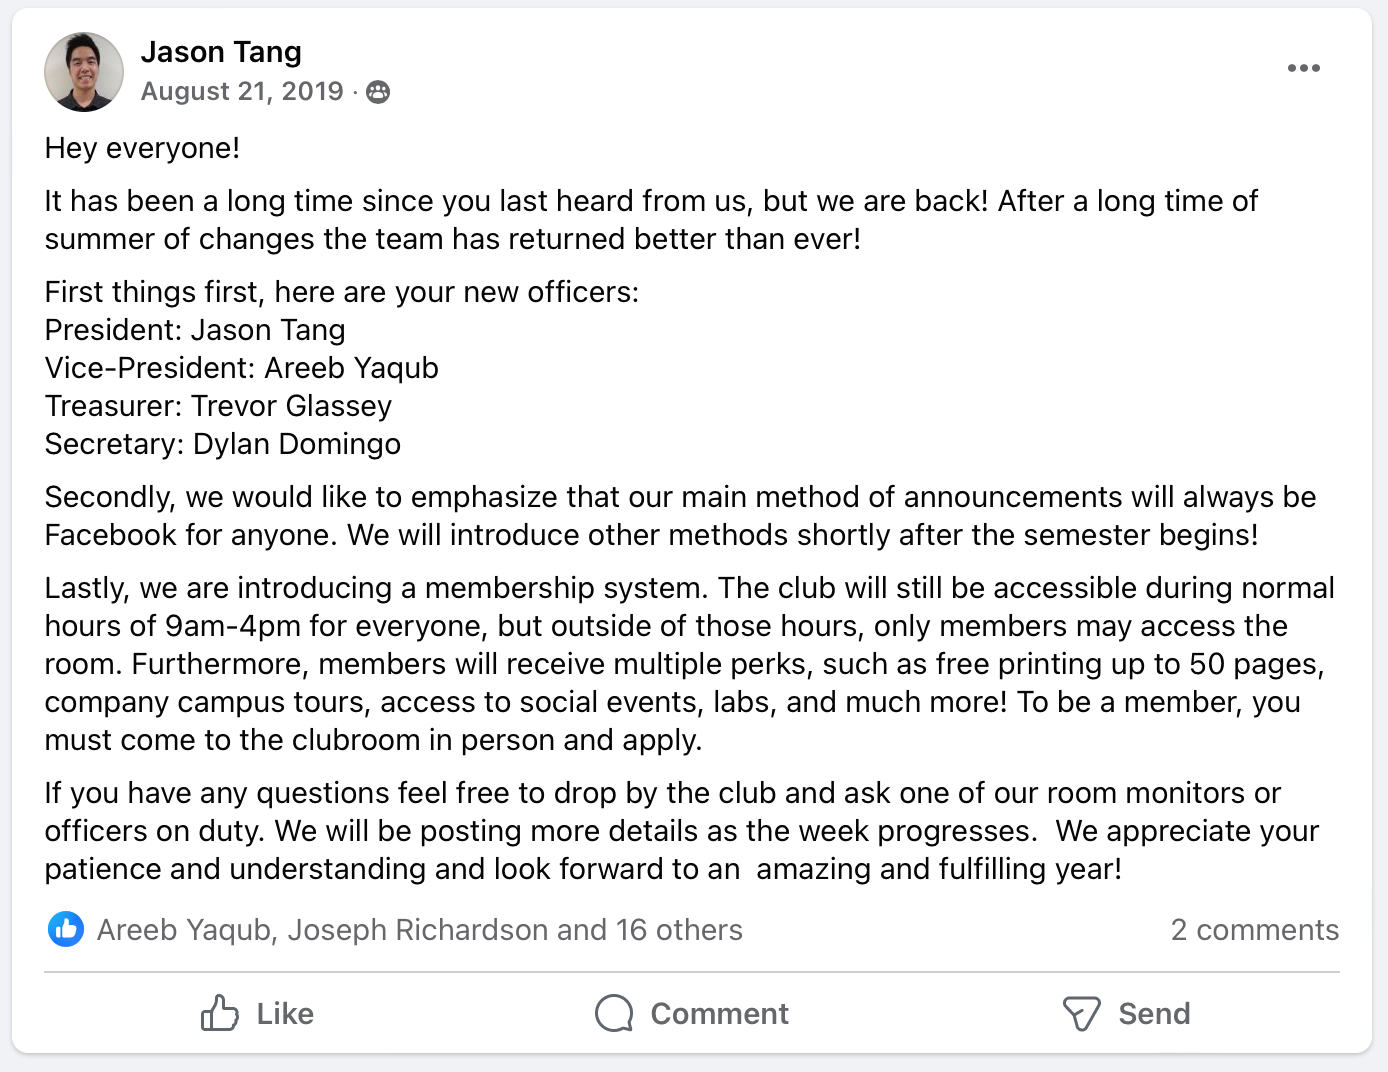 Jason Tang
August 21, 2019 ·
Hey everyone!
It has been a long time since you last heard from us, but we are back! After a long time of
summer of changes the team has returned better than ever!
First things first, here are your new officers:
President: Jason Tang
Vice-President: Areeb Yaqub
Treasurer: Trevor Glassey
Secretary: Dylan Domingo
Secondly, we would like to emphasize that our main method of announcements will always be
Facebook for anyone. We will introduce other methods shortly after the semester begins!
Lastly, we are introducing a membership system. The club will still be accessible during normal
hours of 9am-4pm for everyone, but outside of those hours, only members may access the
room. Furthermore, members will receive multiple perks, such as free printing up to 50 pages,
company campus tours, access to social events, labs, and much more! To be a member, you
must come to the clubroom in person and apply.
If you have any questions feel free to drop by the club and ask one of our room monitors or
officers on duty. We will be posting more details as the week progresses.  We appreciate your
patience and understanding and look forward to an  amazing and fulfilling year!
Areeb Yaqub, Joseph Richardson and 16 others
2 comments
Like
Comment
Send